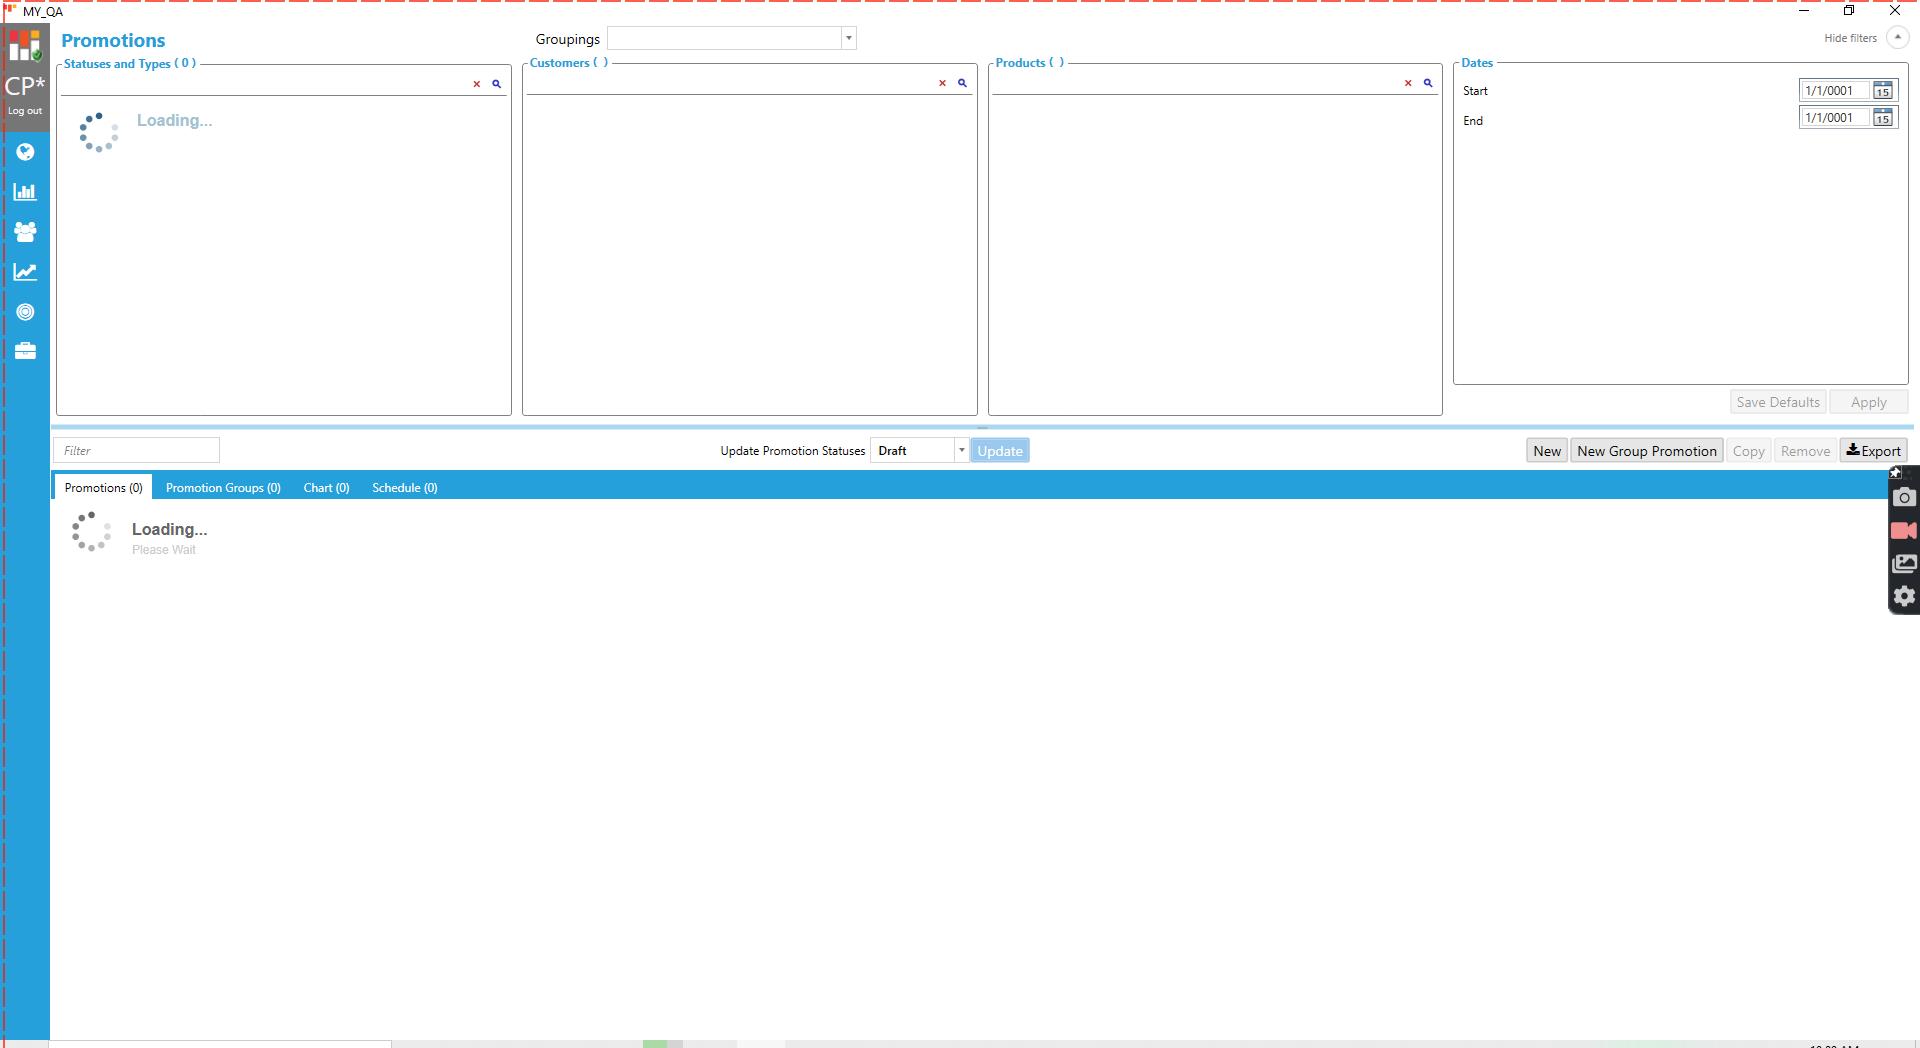 MY_QA
CP*
Log out
Promotions
Groupings
Hide filters
Statuses and Types ( 0 )
Customers ( )
Products ( )
Dates
Start
1/1/0001
15
End
1/1/0001
15
Loading...
Save Defaults
Apply
Filter
Update Promotion Statuses
Draft
Update
New
New Group Promotion
Copy
Remove
Export
Promotions (0)
Promotion Groups (0)
Chart (0)
Schedule (0)
Loading...
Please Wait